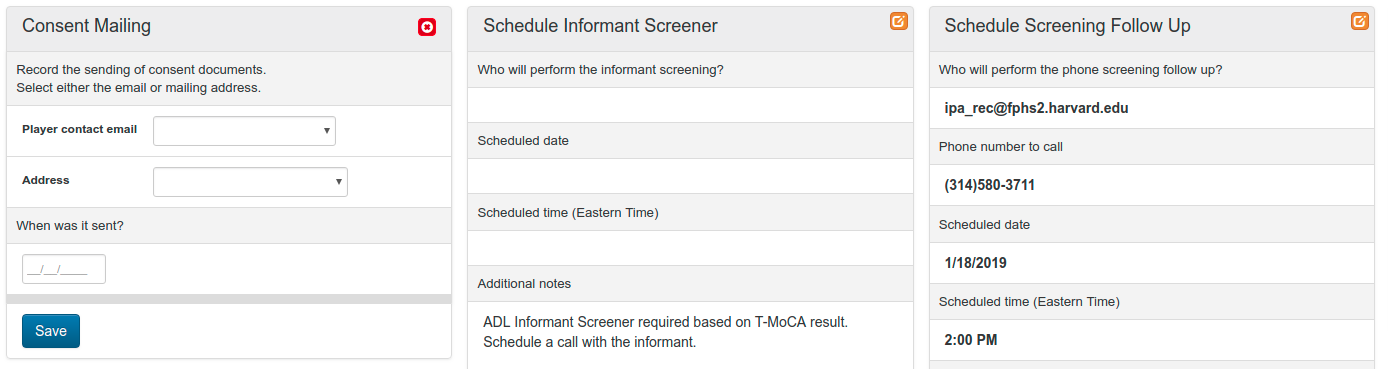 Consent Mailing
Record the sending of consent documents.
Select either the email or mailing address.
Player contact email
Address
When was it sent?
__/__/____
Save
Schedule Informant Screener
Who will perform the informant screening?
Scheduled date
Scheduled time (Eastern Time)
Additional notes
ADL Informant Screener required based on T-MoCA result.
Schedule a call with the informant.
Schedule Screening Follow Up
Who will perform the phone screening follow up?
ipa_rec@fphs2.harvard.edu
Phone number to call
(314)580-3711
Scheduled date
1/18/2019
Scheduled time (Eastern Time)
2:00 PM